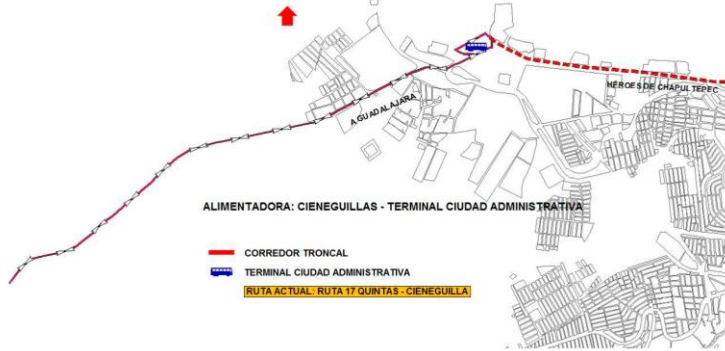 HÉROES DE CHAPULTEPEC
A GUADALAJARA
ALIMENTADORA: CIENEGUILLAS - TERMINAL CIUDAD ADMINISTRATIVA
CORREDOR TRONCAL
TERMINAL CIUDAD ADMINISTRATIVA
RUTA ACTUAL: RUTA 17 QUINTAS - CIENEGUILLA